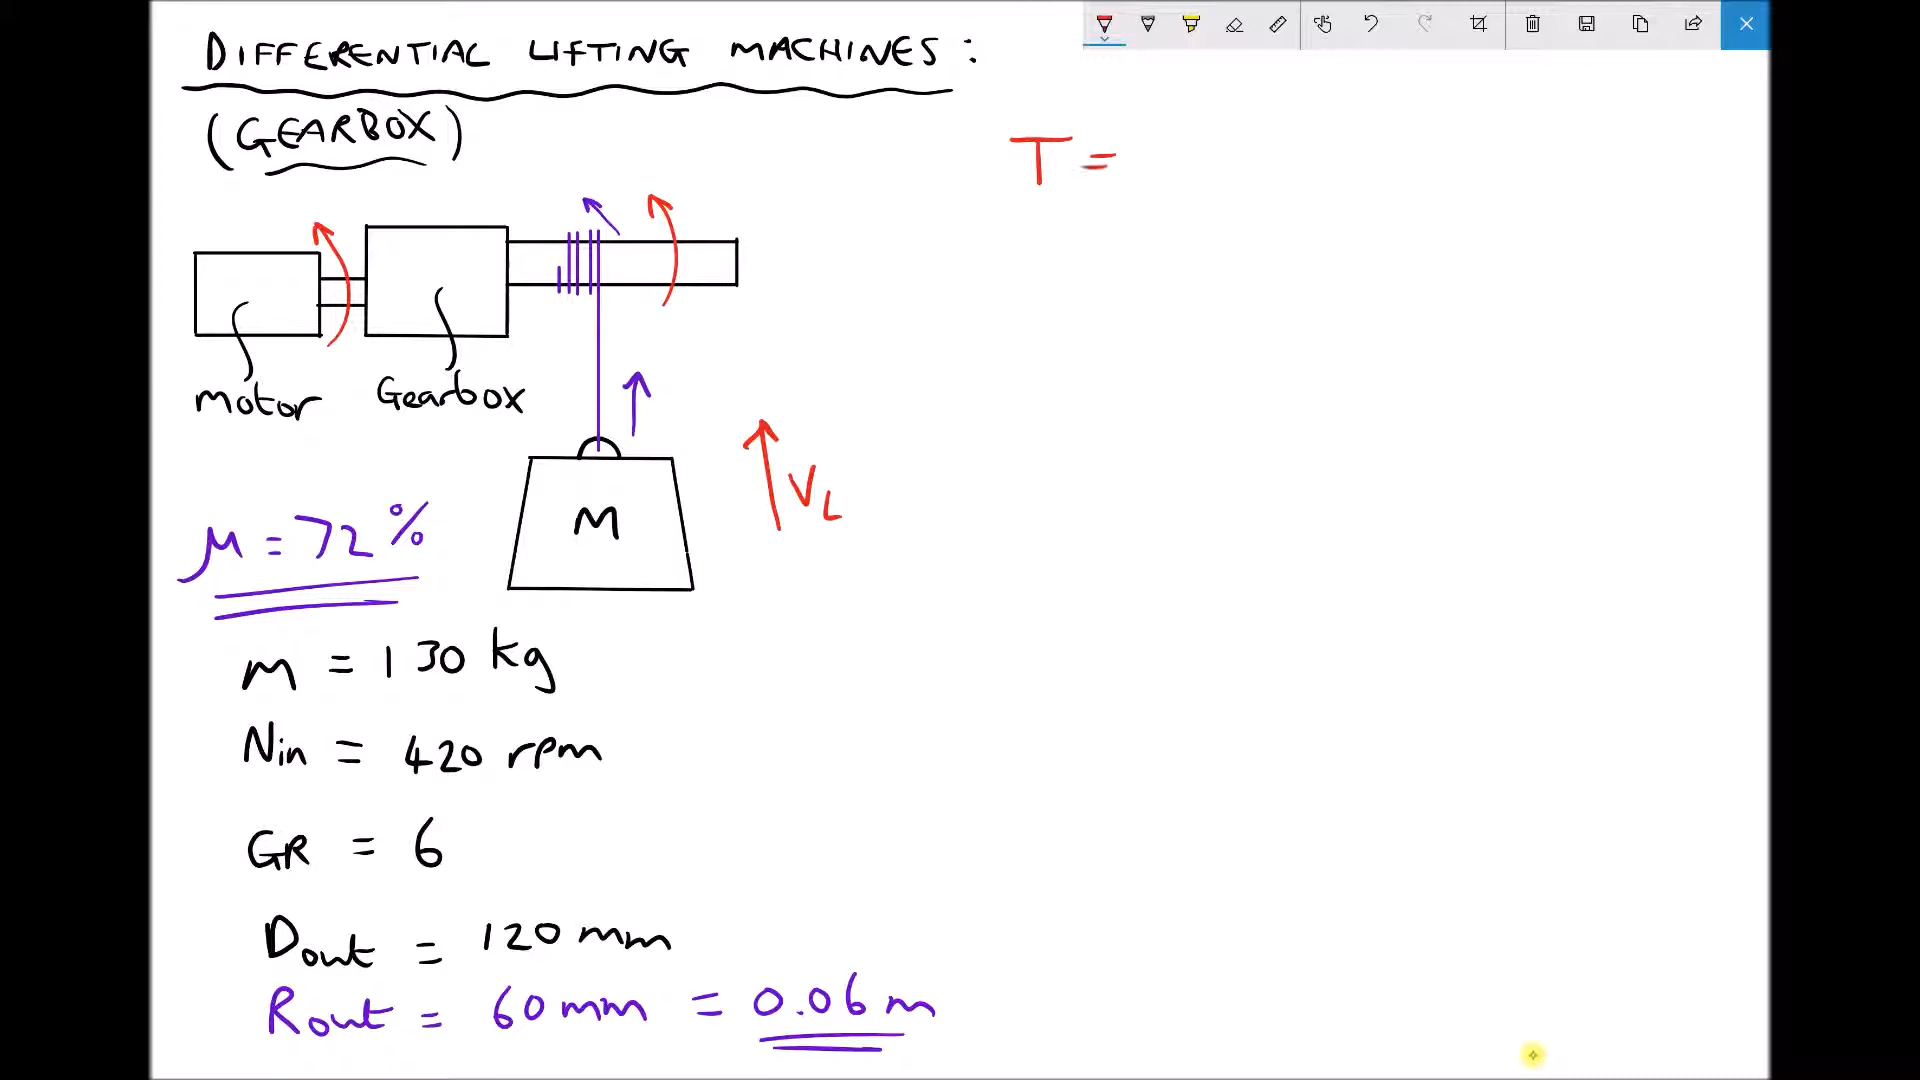 DIFFERENTIAL LIFTING MACHINES:
(GEARBOX)
T =
motor
Gearbox
VL
M
μ = 72%
m = 130 kg
Nin = 420 rpm
GR = 6
Dout = 120 mm
Rout = 60 mm = 0.06 m